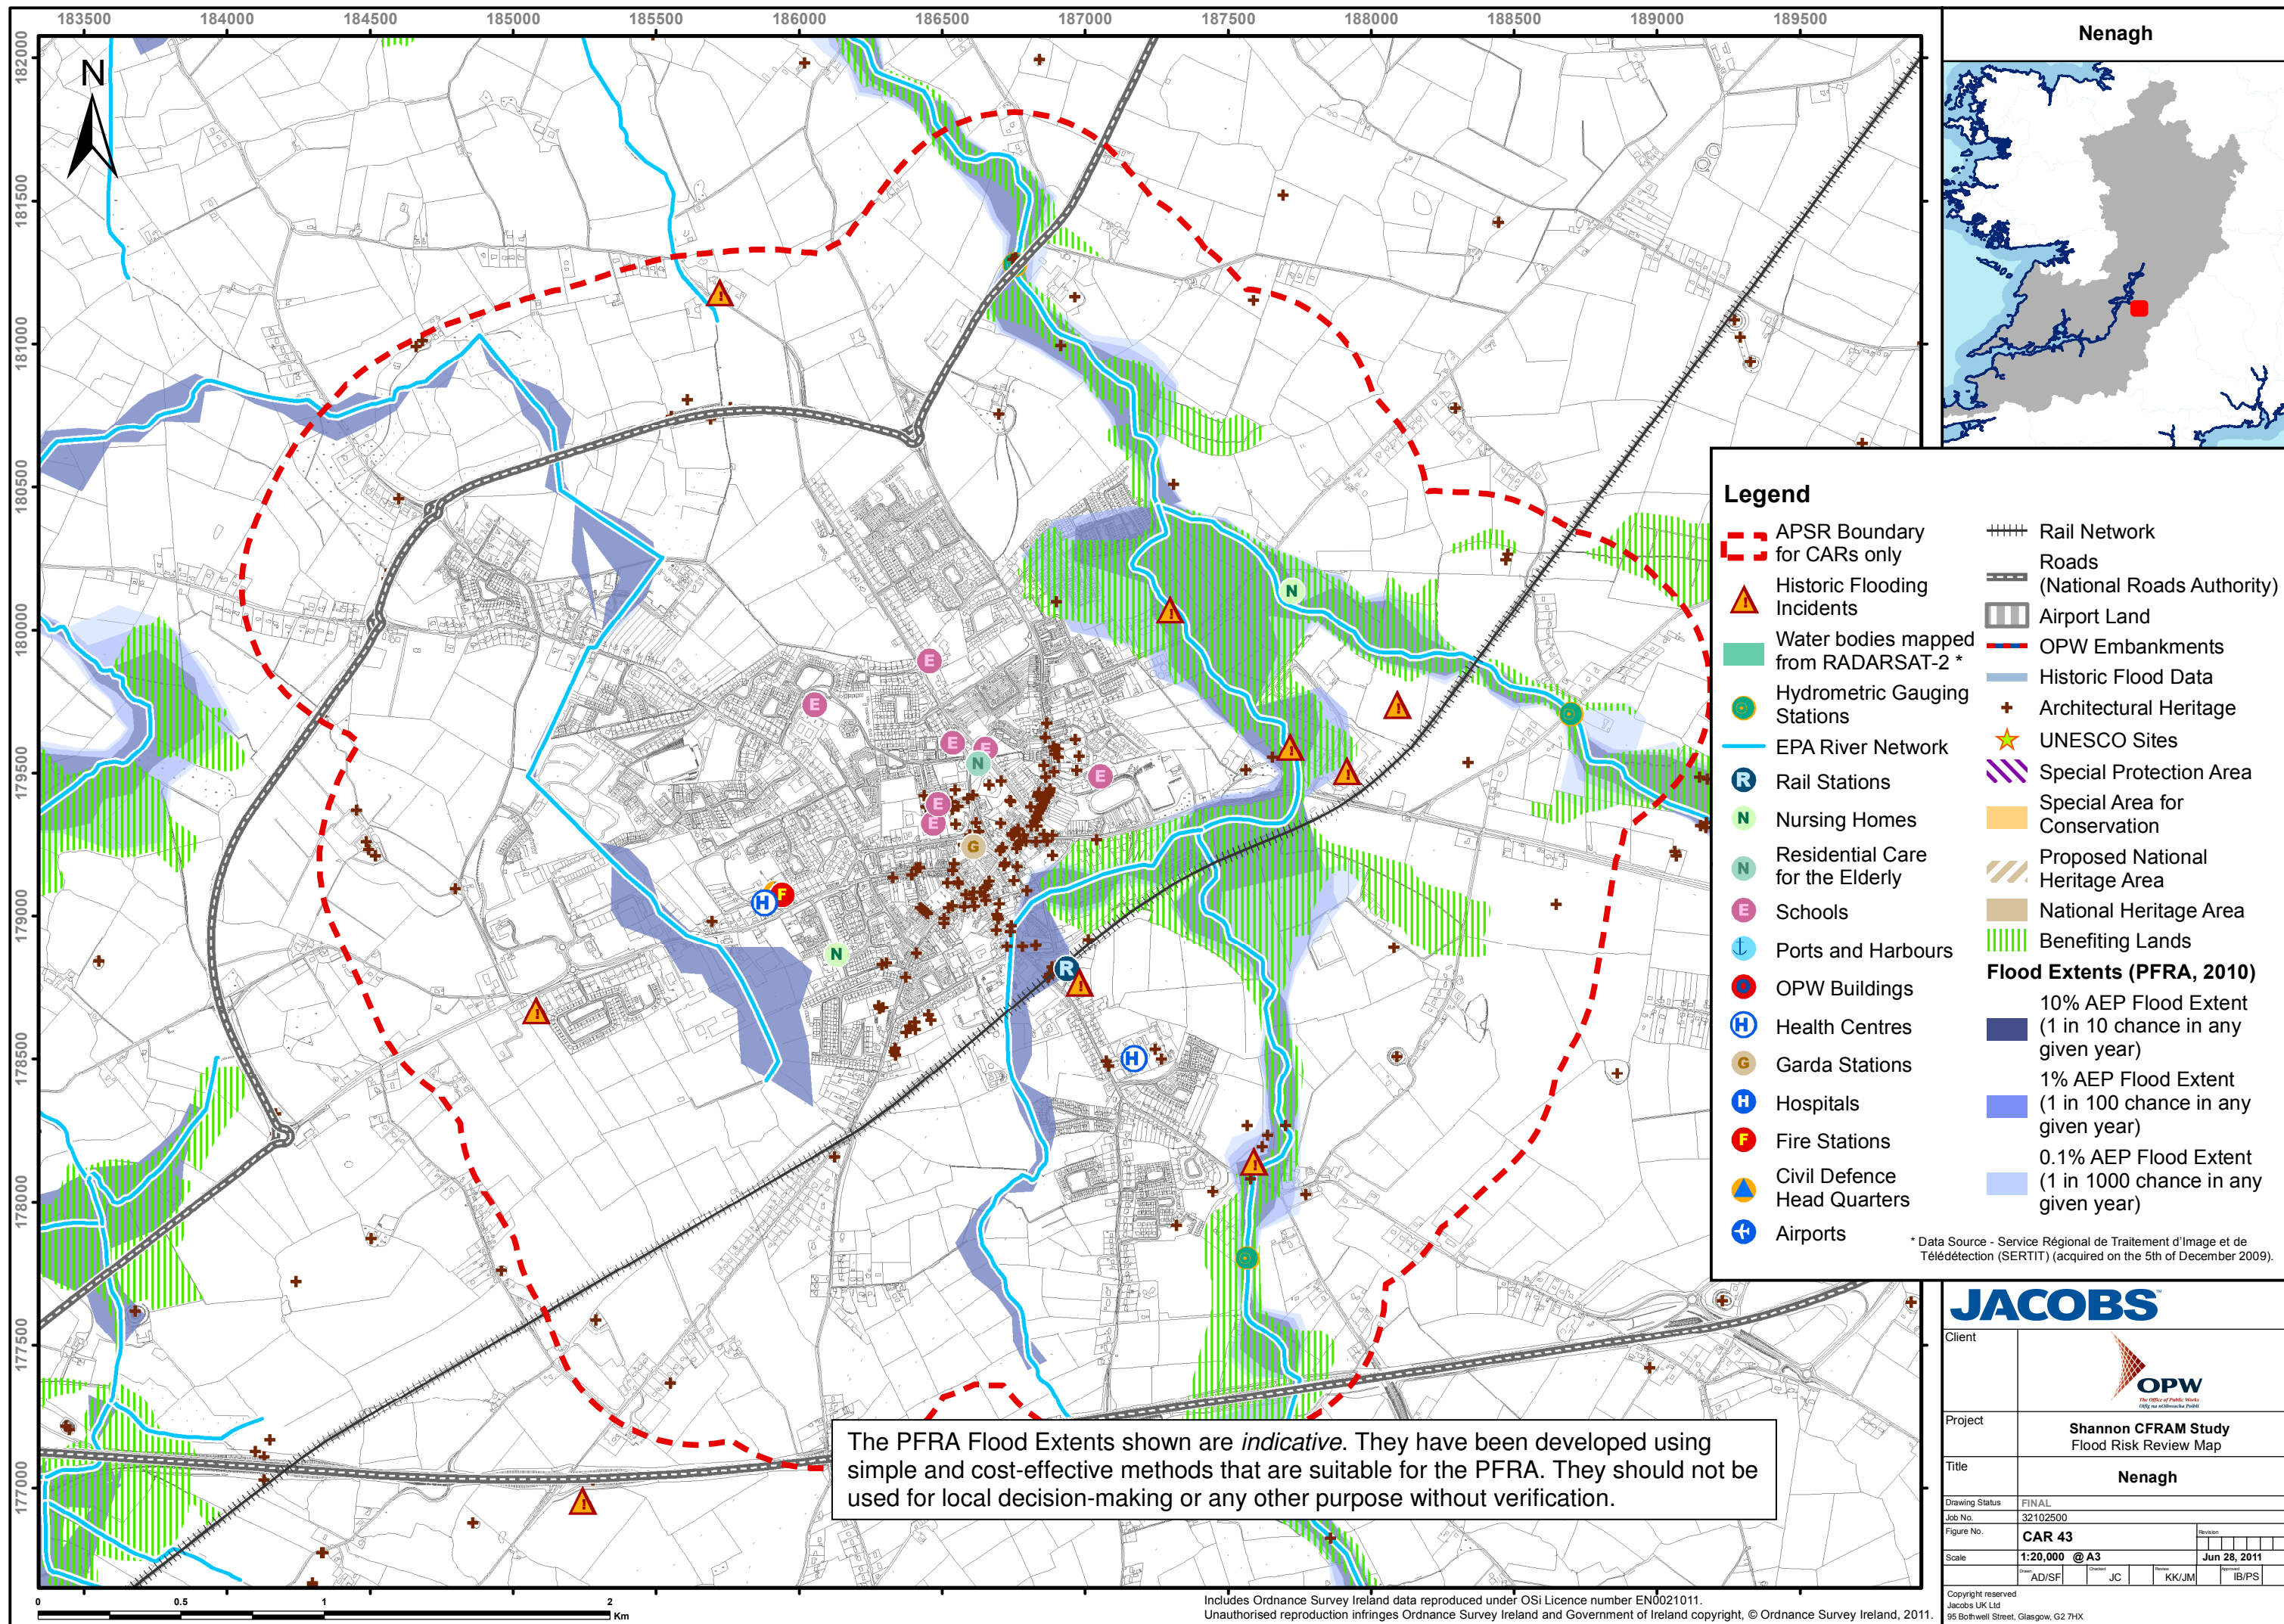 183500 184000 184500 185000 185500 186000 186500 187000 187500 188000 188500 189000 189500
182000
181500
181000
180500
180000
179500
179000
178500
178000
177500
177000
N
E
E
E
E
N
E
E
E
G
H
F
N
N
R
H
The PFRA Flood Extents shown are indicative. They have been developed using
simple and cost-effective methods that are suitable for the PFRA. They should not be
used for local decision-making or any other purpose without verification.
0 0.5 1 2
Km
Includes Ordnance Survey Ireland data reproduced under OSi Licence number EN0021011.
Unauthorised reproduction infringes Ordnance Survey Ireland and Government of Ireland copyright, © Ordnance Survey Ireland, 2011.
Nenagh
Legend
APSR Boundary
for CARs only
Historic Flooding
Incidents
Water bodies mapped
from RADARSAT-2 *
Hydrometric Gauging
Stations
EPA River Network
R Rail Stations
N Nursing Homes
N Residential Care
for the Elderly
E Schools
Ports and Harbours
O OPW Buildings
H Health Centres
G Garda Stations
H Hospitals
F Fire Stations
Civil Defence
Head Quarters
Airports
Rail Network
Roads
(National Roads Authority)
Airport Land
OPW Embankments
Historic Flood Data
Architectural Heritage
UNESCO Sites
Special Protection Area
Special Area for
Conservation
Proposed National
Heritage Area
National Heritage Area
Benefiting Lands
Flood Extents (PFRA, 2010)
10% AEP Flood Extent
(1 in 10 chance in any
given year)
1% AEP Flood Extent
(1 in 100 chance in any
given year)
0.1% AEP Flood Extent
(1 in 1000 chance in any
given year)
* Data Source - Service Régional de Traitement d'Image et de
Télédétection (SERTIT) (acquired on the 5th of December 2009).
JACOBS
Client
OPW
The Office of Public Works
Oifig na nOibreacha Poiblí
Project
Shannon CFRAM Study
Flood Risk Review Map
Title
Nenagh
Drawing Status FINAL
Job No. 32102500
Figure No. CAR 43 Revision
Scale 1:20,000 @ A3 Jun 28, 2011
Drawn AD/SF Checked JC Review KK/JM Approved IB/PS
Copyright reserved
Jacobs UK Ltd
95 Bothwell Street, Glasgow, G2 7HX